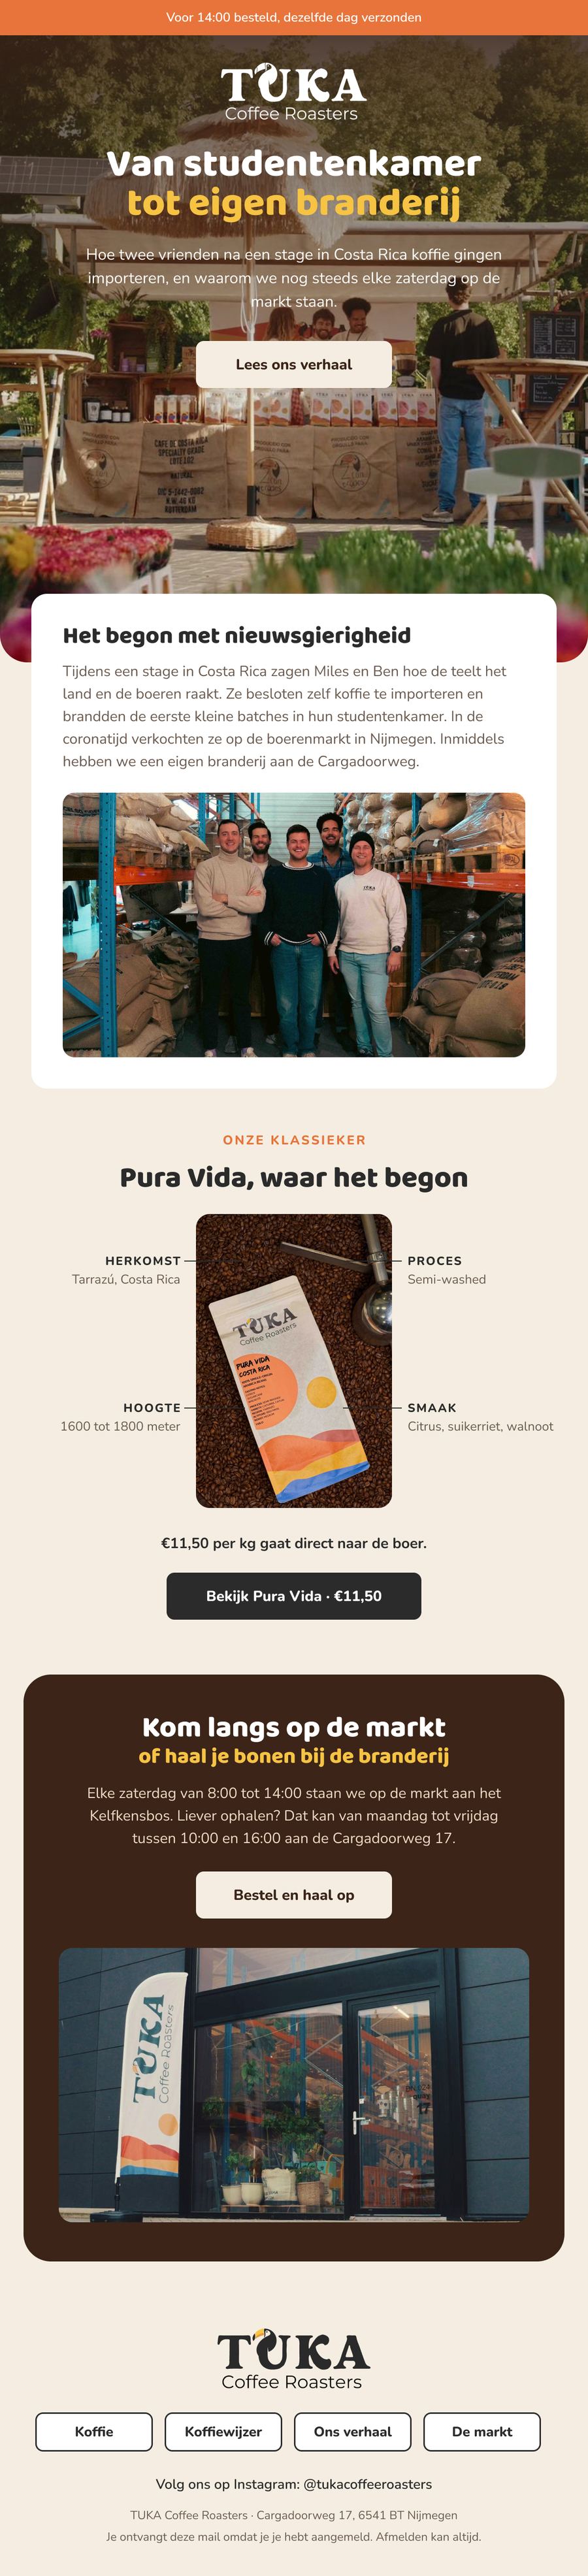 Voor 14:00 besteld, dezelfde dag verzonden
TUKA
Coffee Roasters
Van studentenkamer
tot eigen branderij
Hoe twee vrienden na een stage in Costa Rica koffie gingen
importeren, en waarom we nog steeds elke zaterdag op de
markt staan.
Lees ons verhaal
CAFE DE COSTA RICA
SPECIALITY GRADE
NATURAL
ROTTERDAM
Het begon met nieuwsgierigheid
Tijdens een stage in Costa Rica zagen Miles en Ben hoe de teelt het
land en de boeren raakt. Ze besloten zelf koffie te importeren en
brandden de eerste kleine batches in hun studentenkamer. In de
coronatijd verkochten ze op de boerenmarkt in Nijmegen. Inmiddels
hebben we een eigen branderij aan de Cargadoorweg.
TUKA
ONZE KLASSIEKER
Pura Vida, waar het begon
HERKOMST
Tarrazú, Costa Rica
PROCES
Semi-washed
TUKA
Coffee Roasters
PURA VIDA
COSTA RICA
HOOGTE
1600 tot 1800 meter
SMAAK
Citrus, suikerriet, walnoot
€11,50 per kg gaat direct naar de boer.
Bekijk Pura Vida · €11,50
Kom langs op de markt
of haal je bonen bij de branderij
Elke zaterdag van 8:00 tot 14:00 staan we op de markt aan het
Kelfkensbos. Liever ophalen? Dat kan van maandag tot vrijdag
tussen 10:00 en 16:00 aan de Cargadoorweg 17.
Bestel en haal op
TUKA
Coffee Roasters
TUKA
Coffee Roasters
Koffie
Koffiewijzer
Ons verhaal
De markt
Volg ons op Instagram: @tukacoffeeroasters
TUKA Coffee Roasters · Cargadoorweg 17, 6541 BT Nijmegen
Je ontvangt deze mail omdat je je hebt aangemeld. Afmelden kan altijd.